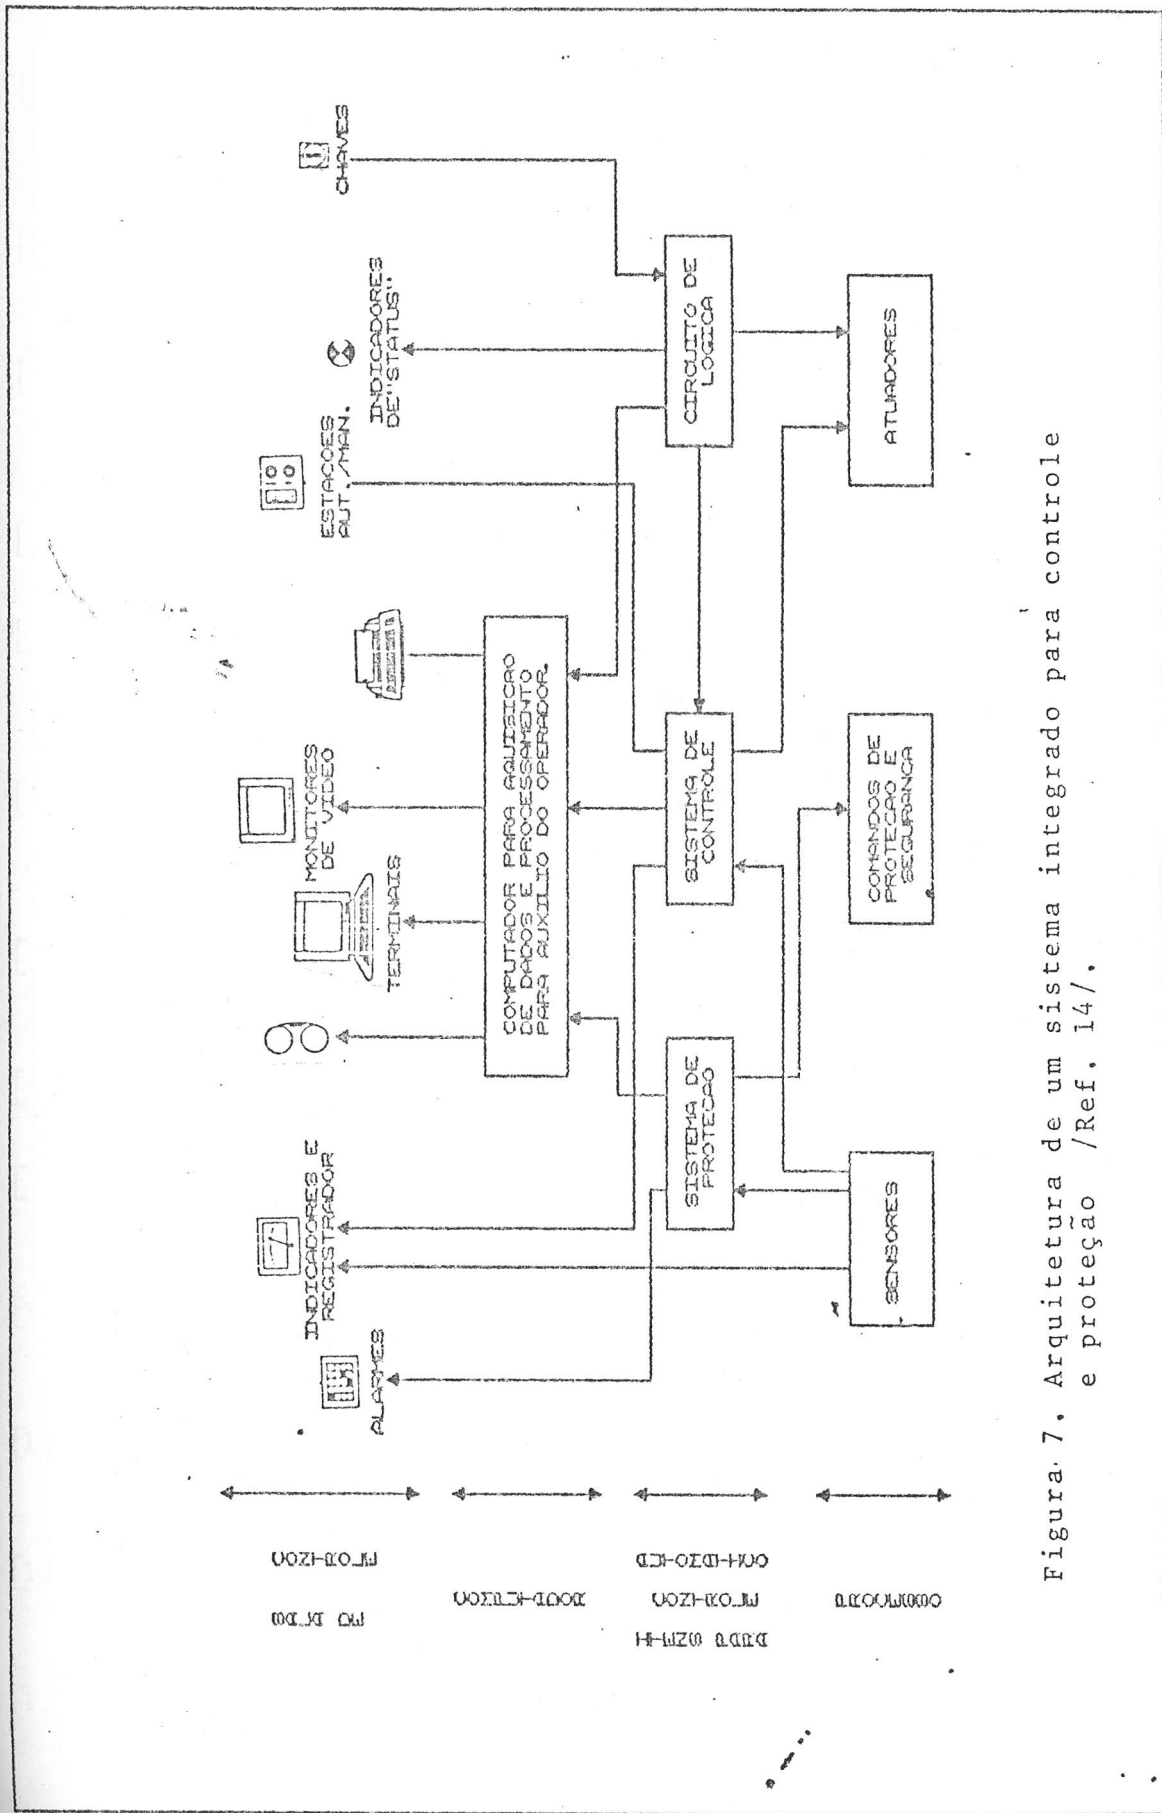 ALARMES
INDICADORES E
REGISTRADOR
TERMINAIS
MONITORES
DE VIDEO
ESTACOES
AUT./MAN.
INDICADORES
DE"STATUS"
CHAVES
COMPUTADOR PARA AQUISICAO
DE DADOS E PROCESSAMENTO
PARA AUXILIO DO OPERADOR.
SISTEMA DE
PROTECAO
SISTEMA DE
CONTROLE
CIRCUITO DE
LOGICA
SENSORES
COMANDOS DE
PROTECAO E
SEGURANCA
ATUADORES
Figura 7. Arquitetura de um sistema integrado para controle
e proteção /Ref. 14/.